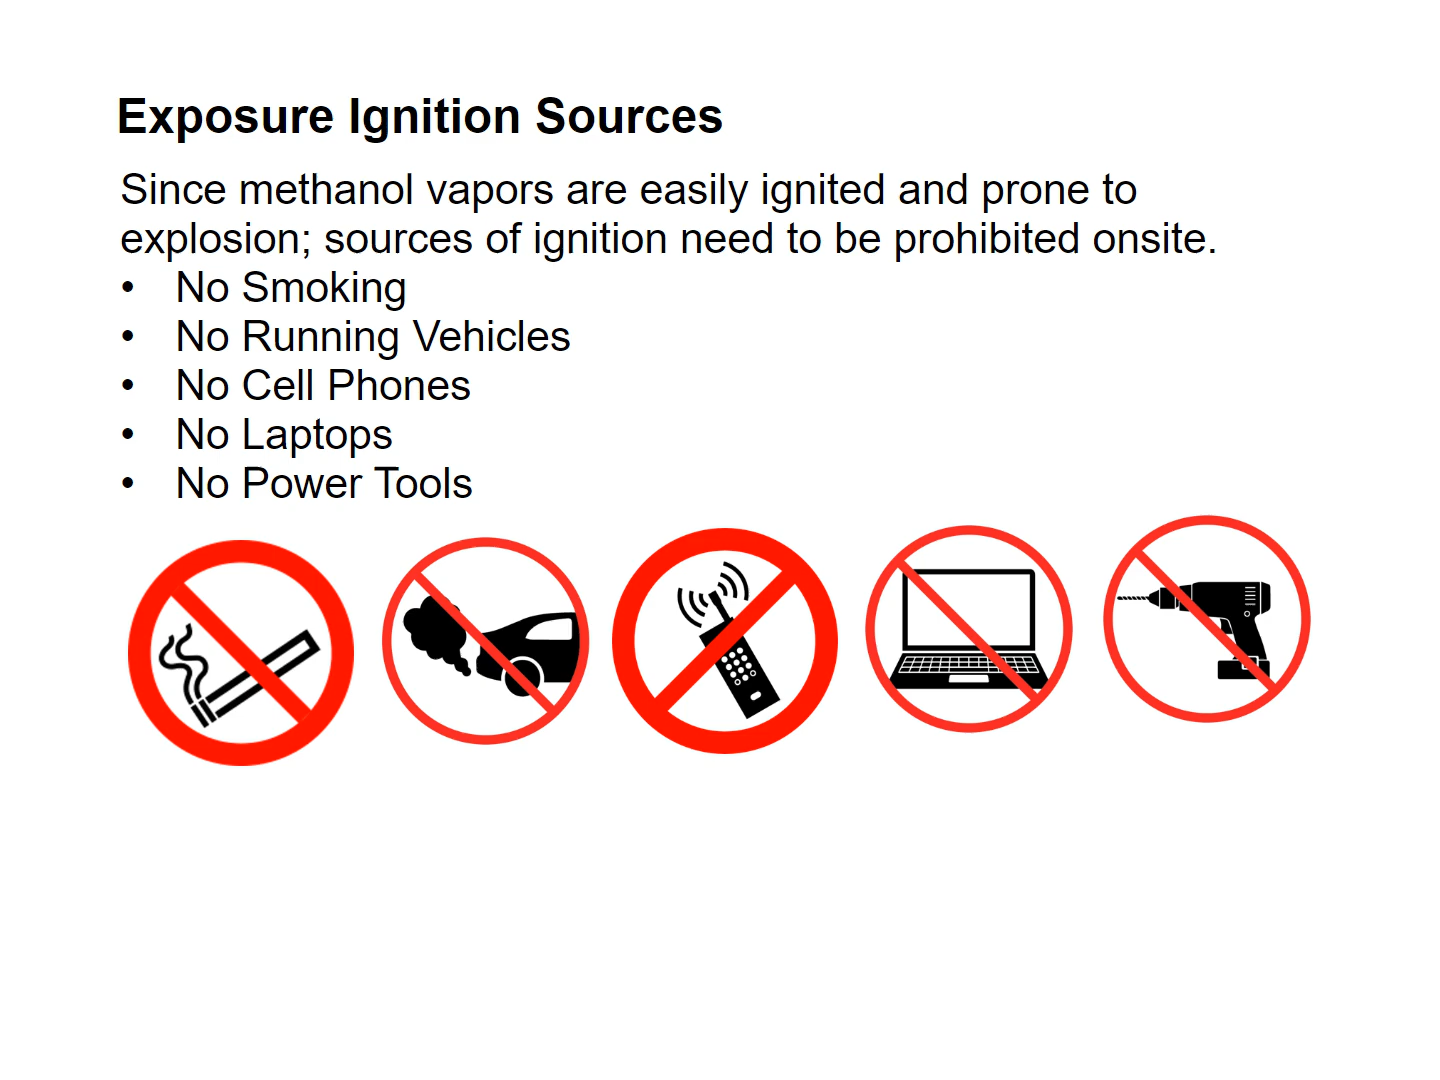 Exposure Ignition Sources
Since methanol vapors are easily ignited and prone to
explosion; sources of ignition need to be prohibited onsite.
• No Smoking
• No Running Vehicles
• No Cell Phones
• No Laptops
• No Power Tools